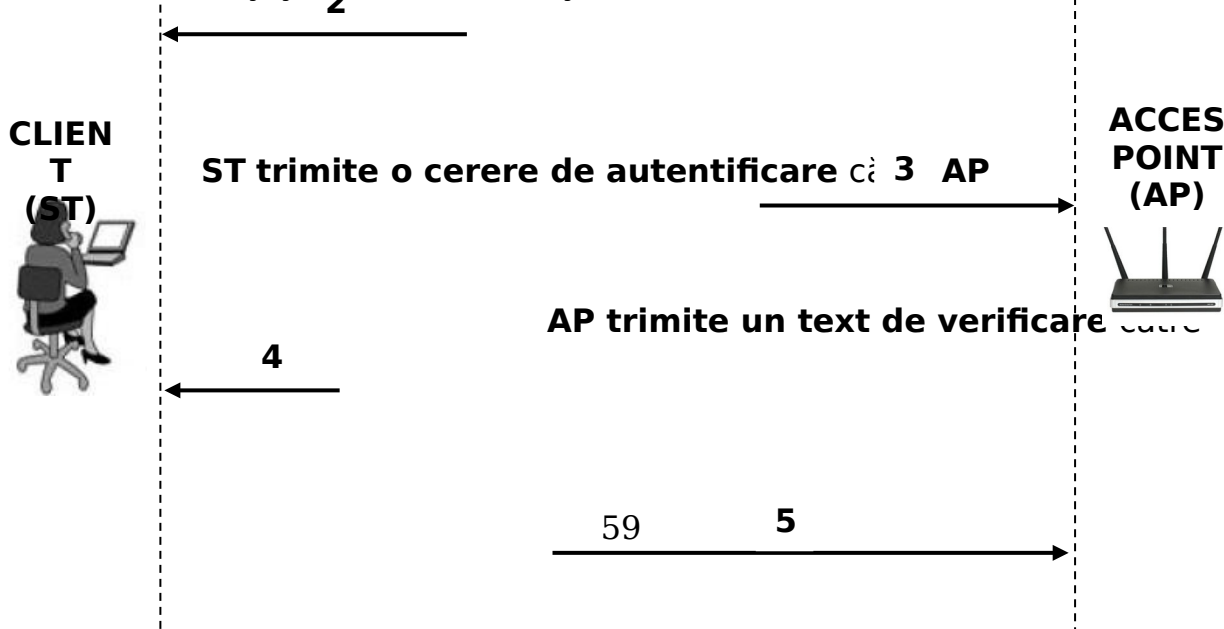 2
CLIEN
T
(ST)
ST trimite o cerere de autentificare 3 AP
ACCES
POINT
(AP)
AP trimite un text de verificare
4
59
5